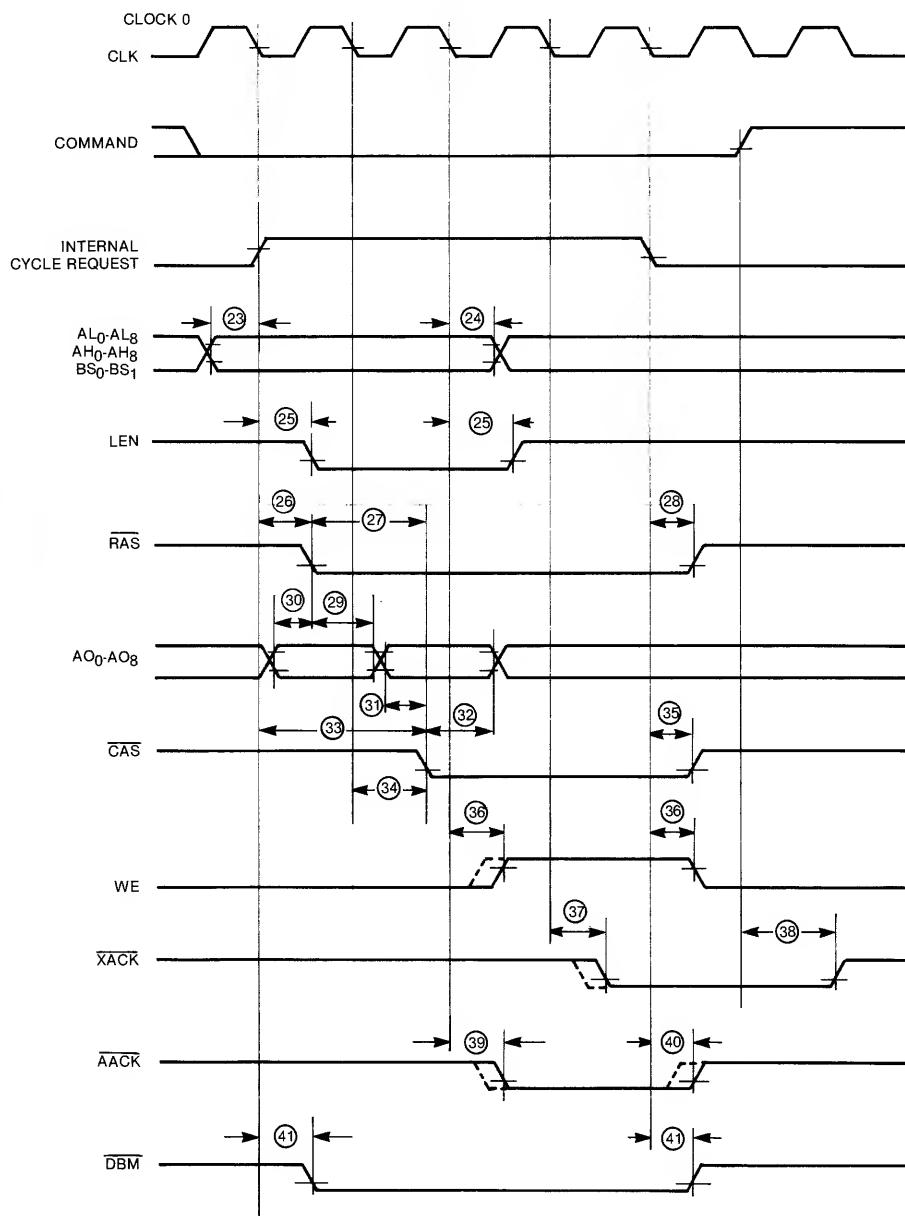 CLOCK 0
CLK
COMMAND
INTERNAL
CYCLE REQUEST
23
24
AL0-AL8
AH0-AH8
BS0-BS1
25
25
LEN
26
27
28
RAS
30
29
AO0-AO8
31
32
33
35
CAS
34
36
36
WE
37
38
XACK
39
40
AACK
41
41
DBM